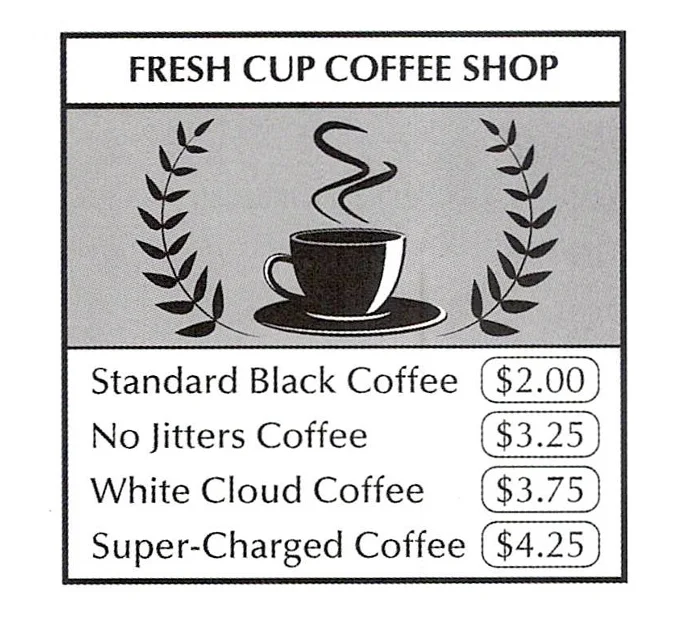 FRESH CUP COFFEE SHOP
Standard Black Coffee $2.00
No Jitters Coffee $3.25
White Cloud Coffee $3.75
Super-Charged Coffee $4.25